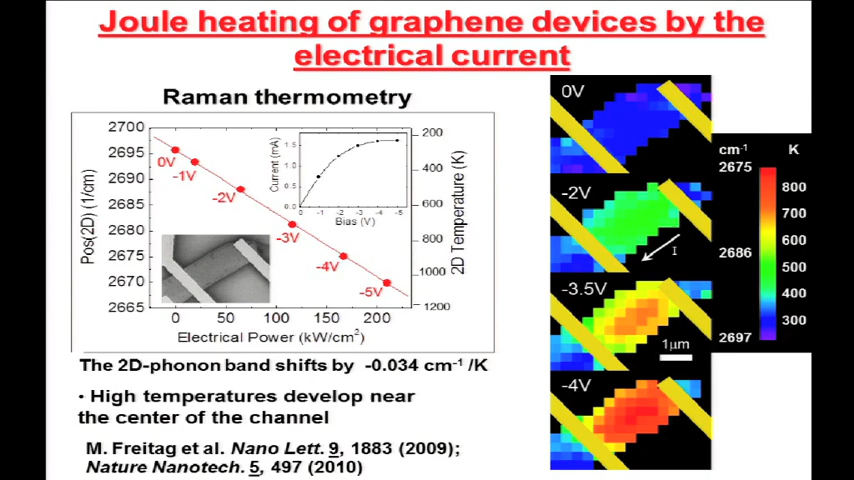 Joule heating of graphene devices by the
electrical current
Raman thermometry
2700
2695
2690
2685
2680
2675
2670
2665
Pos(2D) (1/cm)
0V
-1V
-2V
-3V
-4V
-5V
0
50
100
150
200
Electrical Power (kW/cm²)
200
400
600
800
1000
1200
2D Temperature (K)
Current (mA)
1.5
1.0
0.5
0.0
0 -1 -2 -3 -4 -5
Bias (V)
The 2D-phonon band shifts by -0.034 cm⁻¹ /K
• High temperatures develop near
the center of the channel
M. Freitag et al. Nano Lett. 9, 1883 (2009);
Nature Nanotech. 5, 497 (2010)
0V
-2V
I
-3.5V
1µm
-4V
cm⁻¹ K
2675
2686
2697
800
700
600
500
400
300